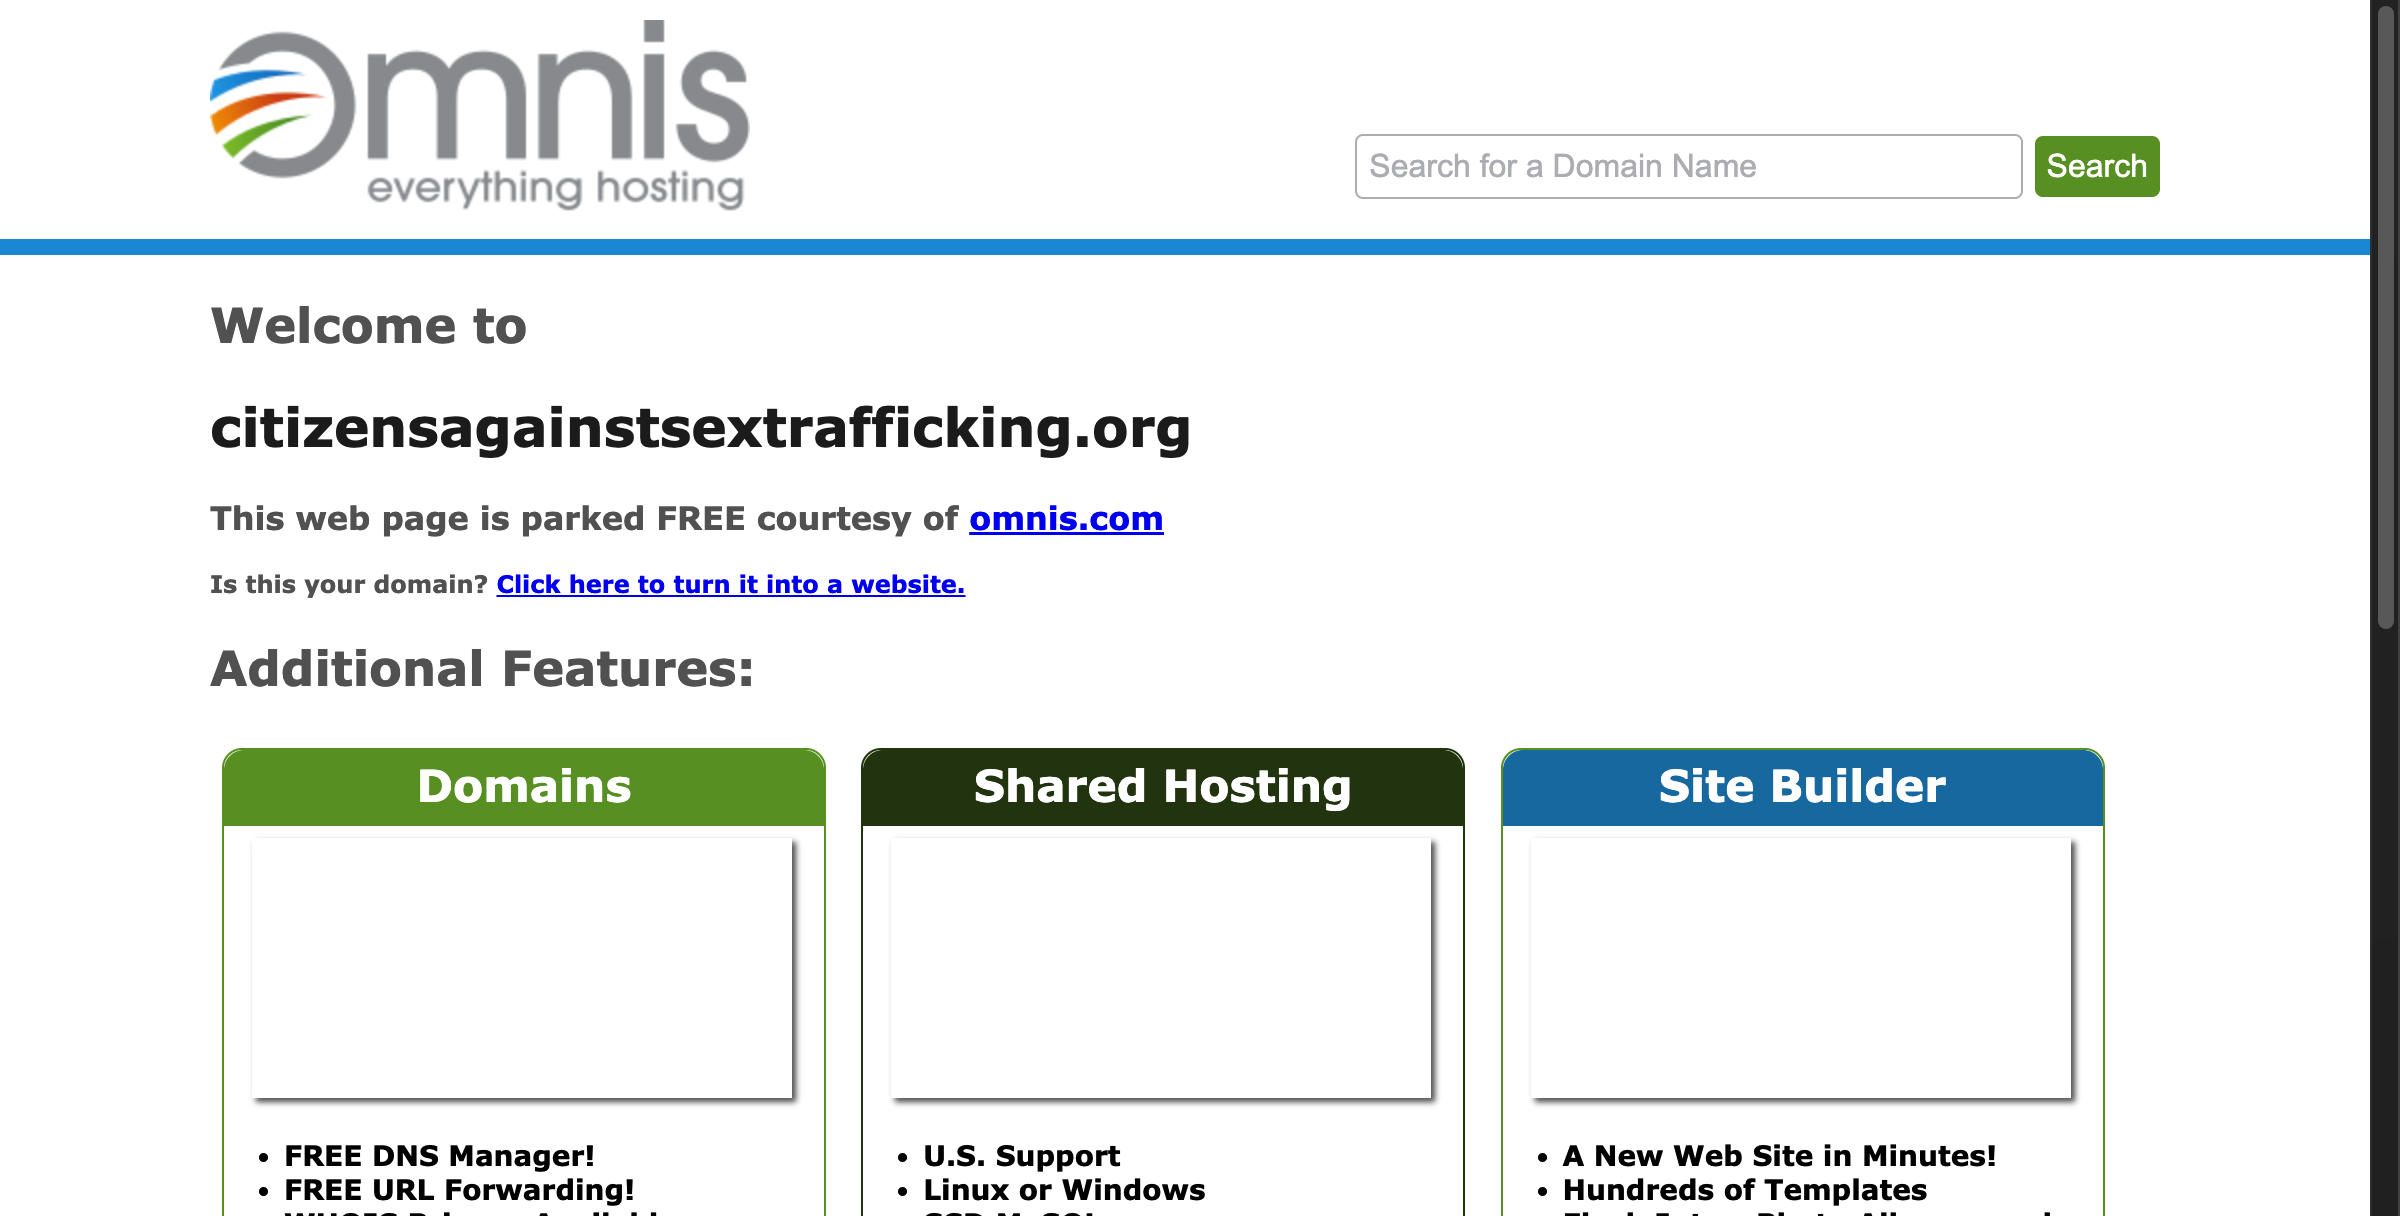 Omnis
everything hosting
Search for a Domain Name
Search
Welcome to
citizensagainstsextrafficking.org
This web page is parked FREE courtesy of omnis.com
Is this your domain? Click here to turn it into a website.
Additional Features:
Domains
FREE DNS Manager!
FREE URL Forwarding!
Shared Hosting
U.S. Support
Linux or Windows
Site Builder
A New Web Site in Minutes!
Hundreds of Templates